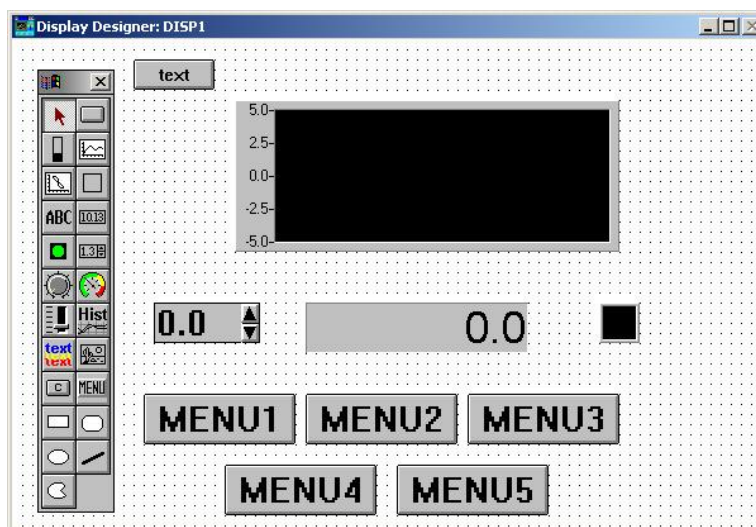 Display Designer: DISP1
text
5.0
2.5
0.0
-2.5
-5.0
ABC
10.13
1.3
Hist
text
text
C
MENU
0.0
0.0
MENU1 MENU2 MENU3
MENU4 MENU5